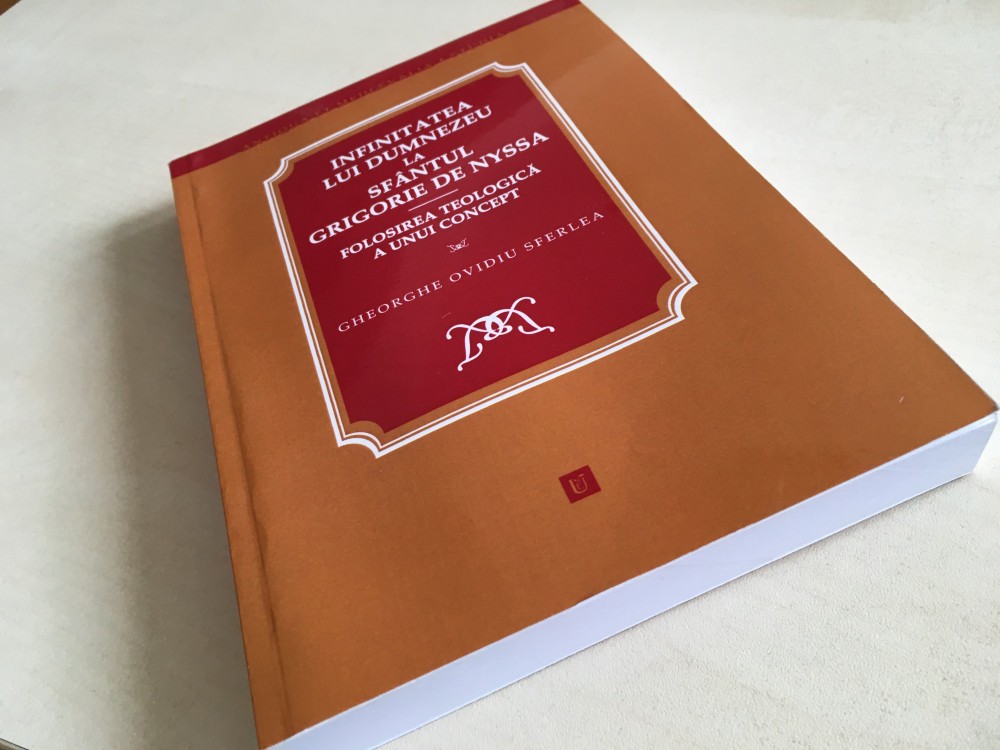 INFINITATEA
LUI DUMNEZEU
LA
SFÂNTUL
GRIGORIE DE NYSSA
FOLOSIREA TEOLOGICĂ
A UNUI CONCEPT
GHEORGHE OVIDIU SFERLEA